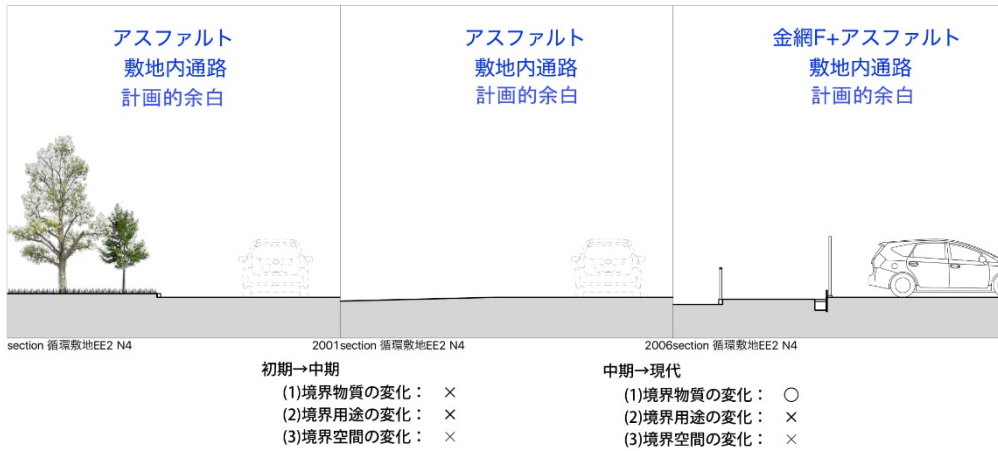 アスファルト
敷地内通路
計画的余白
アスファルト
敷地内通路
計画的余白
金網F+アスファルト
敷地内通路
計画的余白
section 循環敷地EE2 N4
2001section 循環敷地EE2 N4
2006section 循環敷地EE2 N4
初期→中期
(1)境界物質の変化： ×
(2)境界用途の変化： ×
(3)境界空間の変化： ×
中期→現代
(1)境界物質の変化： ○
(2)境界用途の変化： ×
(3)境界空間の変化： ×